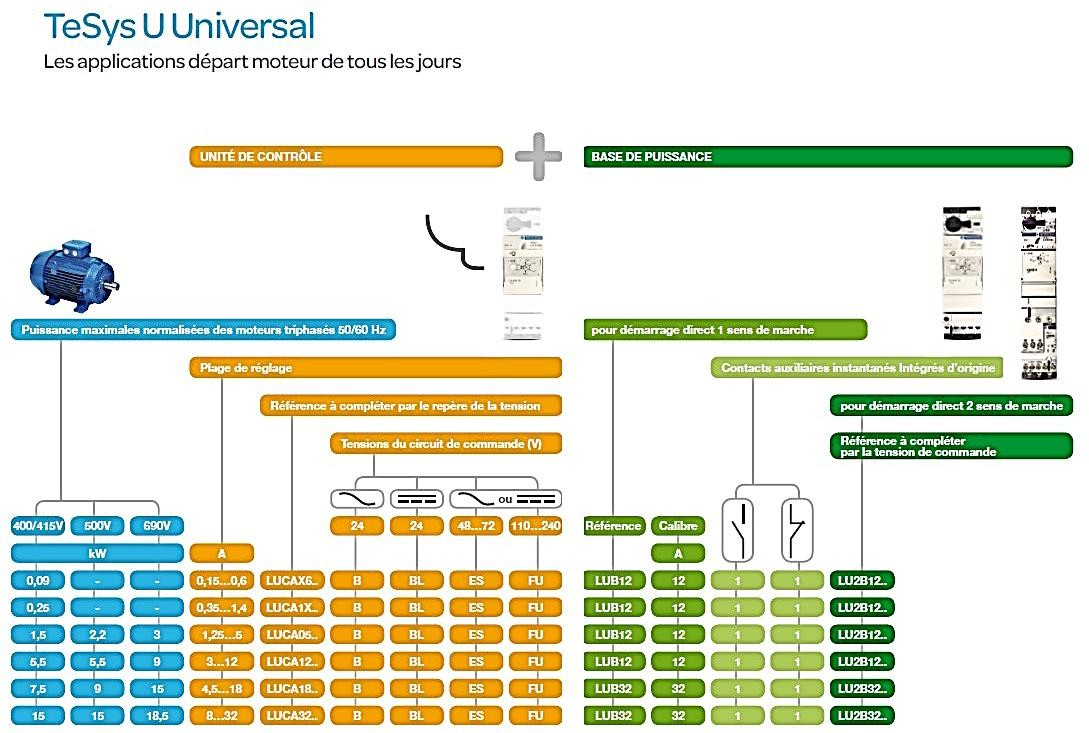 TeSys U Universal
Les applications départ moteur de tous les jours
UNITÉ DE CONTRÔLE
BASE DE PUISSANCE
Puissance maximales normalisées des moteurs triphasés 50/60 Hz
pour démarrage direct 1 sens de marche
Plage de réglage
Contacts auxiliaires instantanés Intégrés d'origine
Référence à compléter par le repère de la tension
pour démarrage direct 2 sens de marche
Tensions du circuit de commande (V)
Référence à compléter
par la tension de commande
ou
400/415V 500V 690V 24 24 48...72 110...240 Référence Calibre
kW A A
0,09 - - 0,15...0,6 LUCAX6.. B BL ES FU LUB12 12 1 1 LU2B12..
0,25 - - 0,35...1,4 LUCA1X.. B BL ES FU LUB12 12 1 1 LU2B12..
1,5 2,2 3 1,25...5 LUCA05.. B BL ES FU LUB12 12 1 1 LU2B12..
5,5 5,5 9 3...12 LUCA12.. B BL ES FU LUB12 12 1 1 LU2B12..
7,5 9 15 4,5...18 LUCA18.. B BL ES FU LUB32 32 1 1 LU2B32..
15 15 18,5 8...32 LUCA32.. B BL ES FU LUB32 32 1 1 LU2B32..